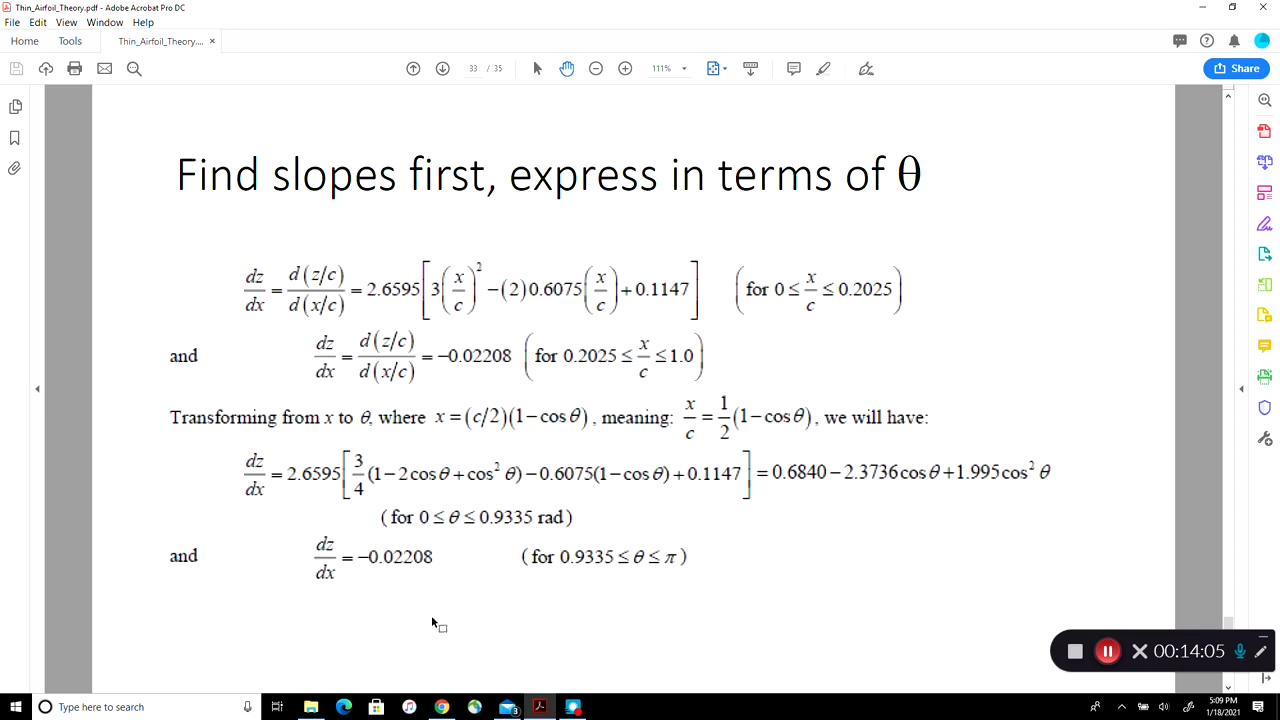 Thin_Airfoil_Theory.pdf - Adobe Acrobat Pro DC
File Edit View Window Help
Home Tools Thin_Airfoil_Theory.... ×
33 / 35 111% Share
Find slopes first, express in terms of θ
dz/dx = d(z/c)/d(x/c) = 2.6595[3(x/c)² − (2)0.6075(x/c) + 0.1147] (for 0 ≤ x/c ≤ 0.2025)
and dz/dx = d(z/c)/d(x/c) = −0.02208 (for 0.2025 ≤ x/c ≤ 1.0)
Transforming from x to θ, where x = (c/2)(1 − cos θ), meaning: x/c = 1/2(1 − cos θ), we will have:
dz/dx = 2.6595[3/4(1 − 2cos θ + cos² θ) − 0.6075(1 − cos θ) + 0.1147] = 0.6840 − 2.3736cos θ + 1.995cos² θ
(for 0 ≤ θ ≤ 0.9335 rad)
and dz/dx = −0.02208 (for 0.9335 ≤ θ ≤ π)
00:14:05
Type here to search
3
5:09 PM
1/18/2021